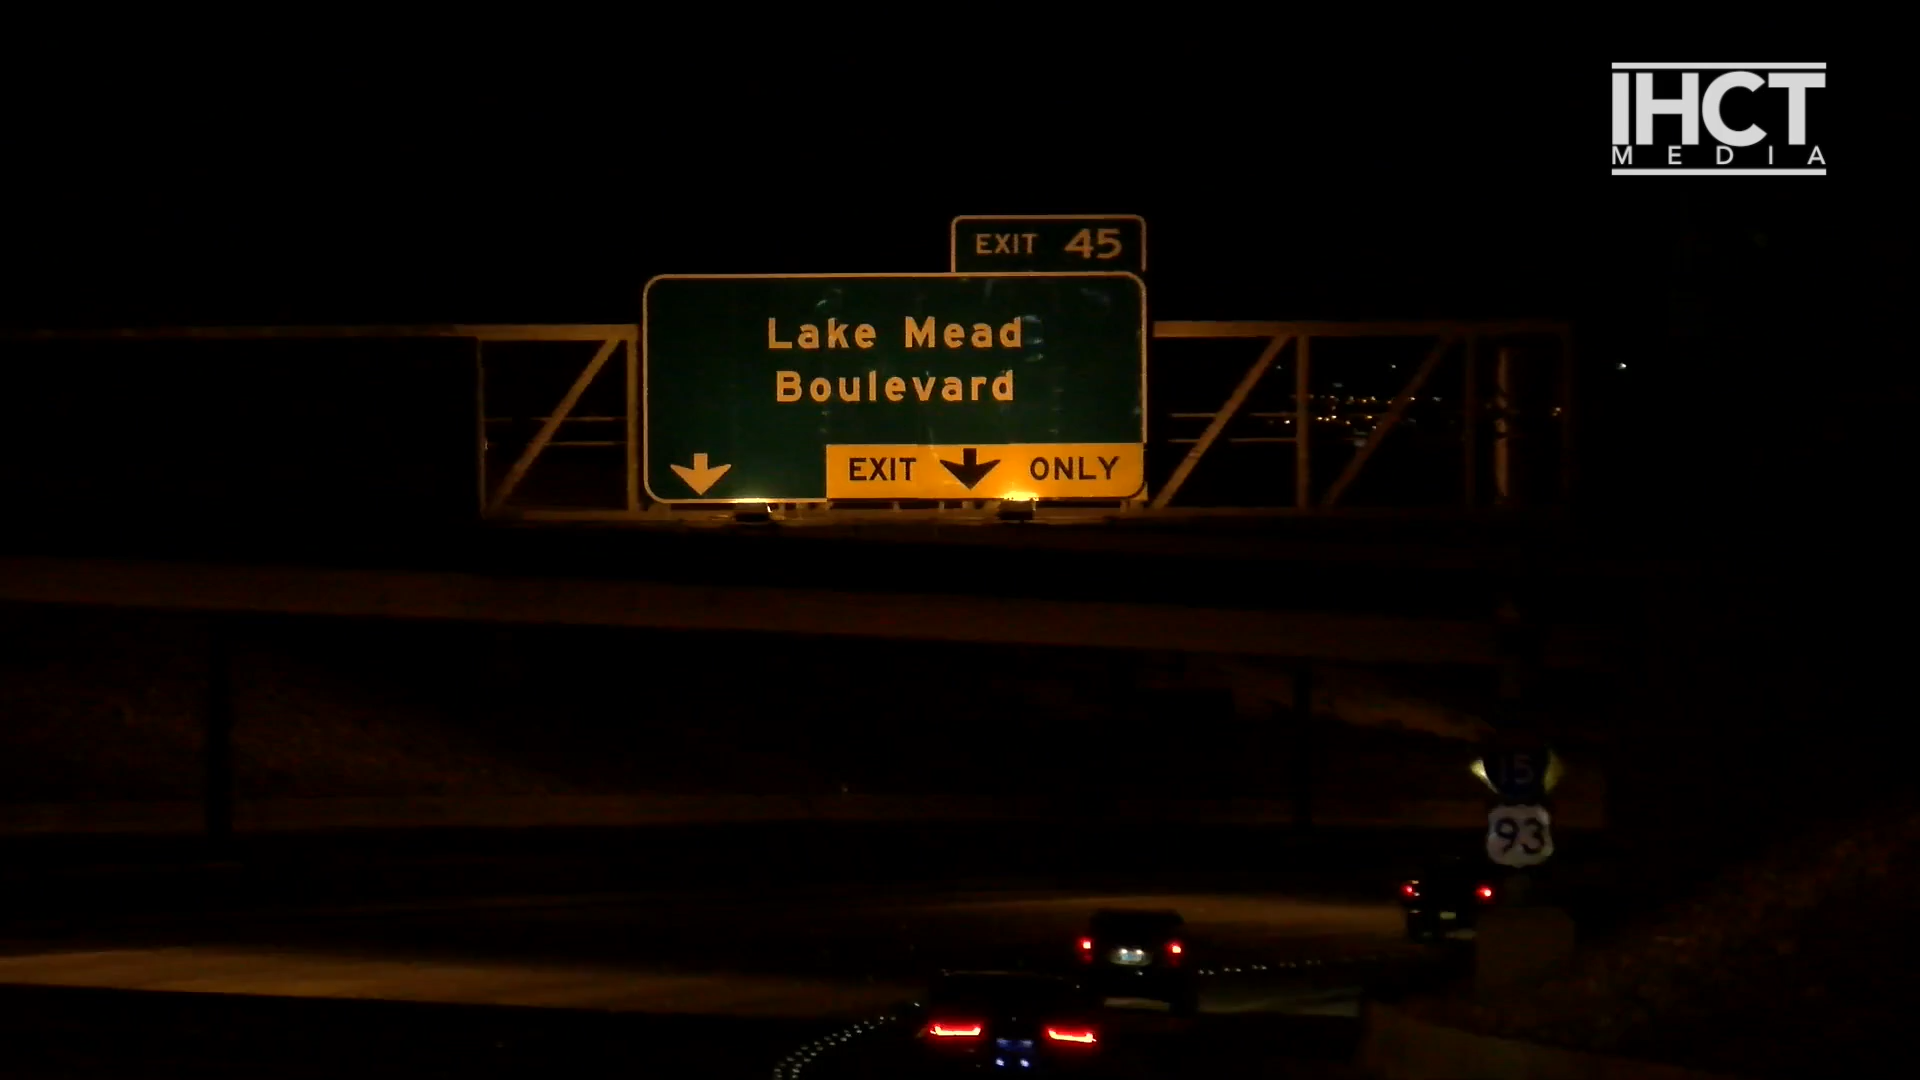 IHCT
MEDIA
EXIT 45
Lake Mead
Boulevard
EXIT ONLY
15
93